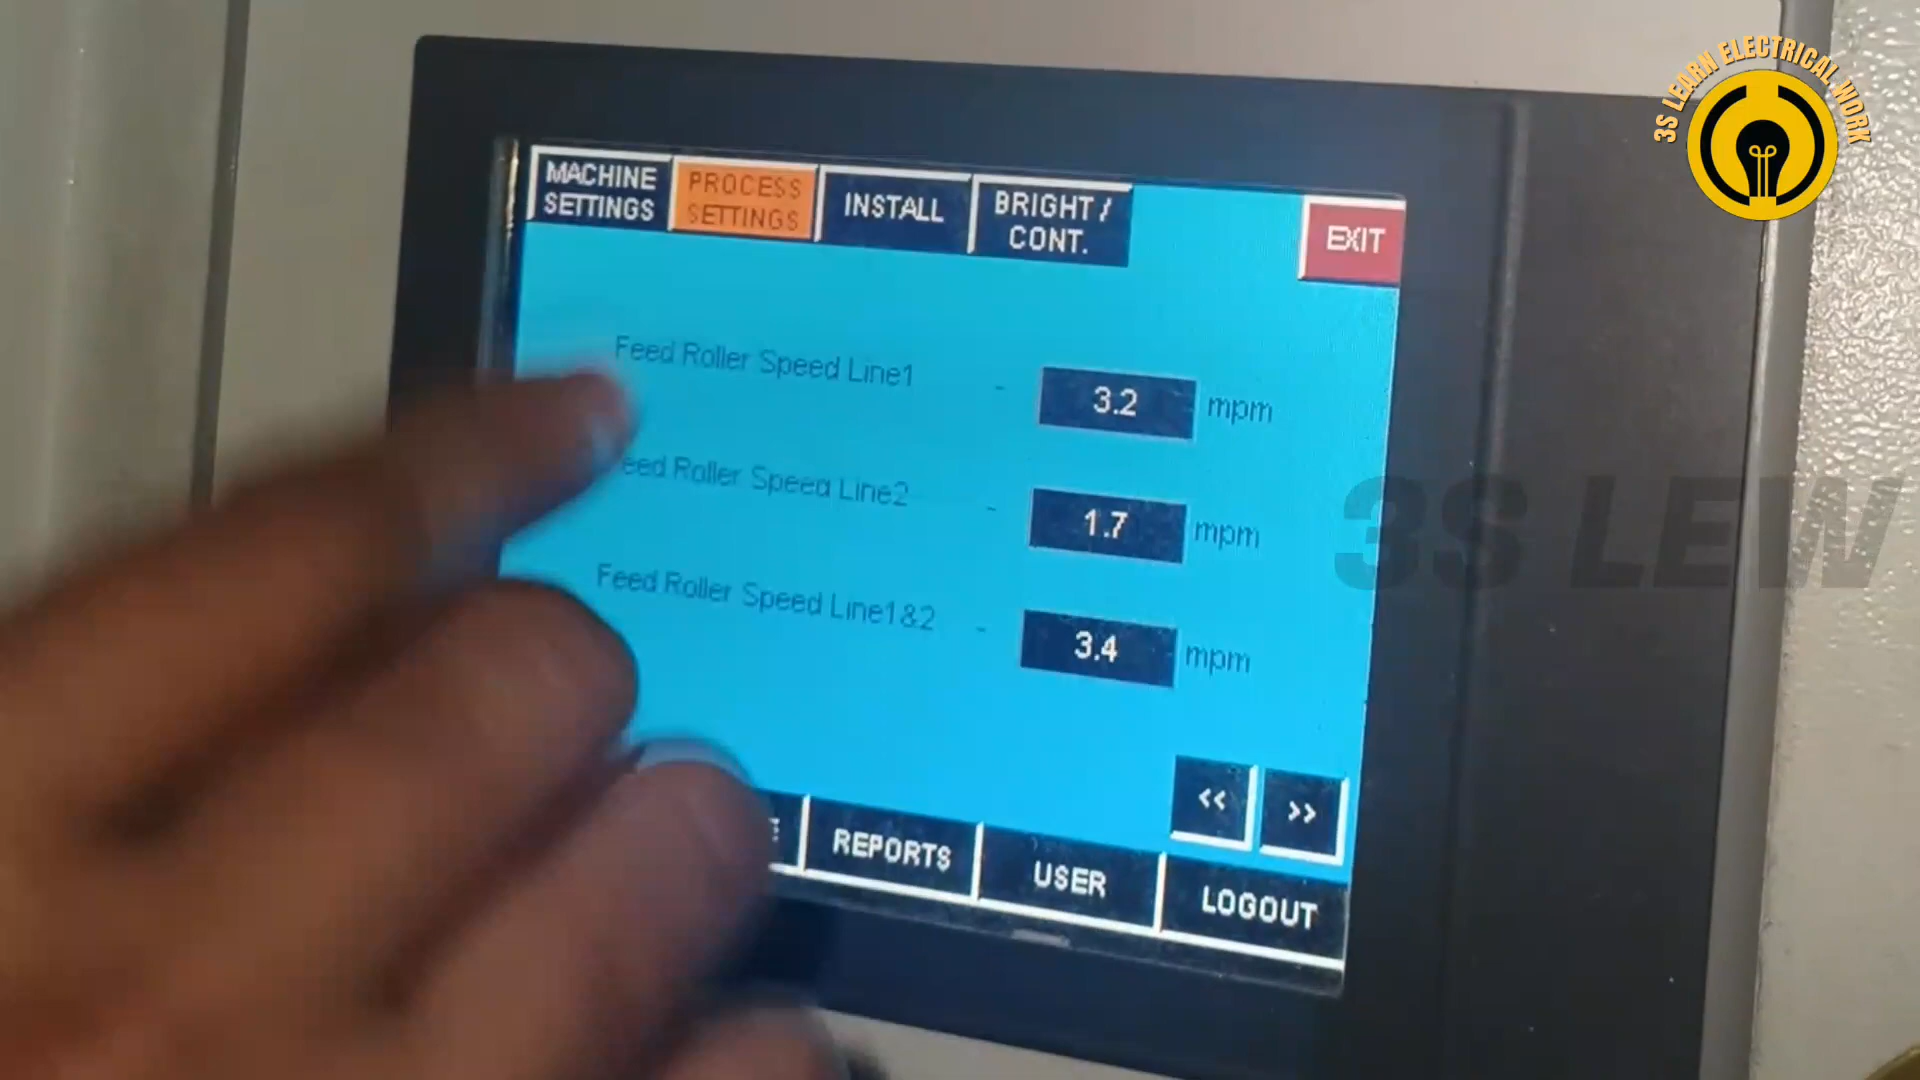 3S LEARN ELECTRICAL WORK
MACHINE SETTINGS
PROCESS SETTINGS
INSTALL
BRIGHT / CONT.
EXIT
Feed Roller Speed Line1 - 3.2 mpm
Roller Speed Line2 - 1.7 mpm
Feed Roller Speed Line1&2 - 3.4 mpm
3S LEW
<< >>
REPORTS
USER
LOGOUT